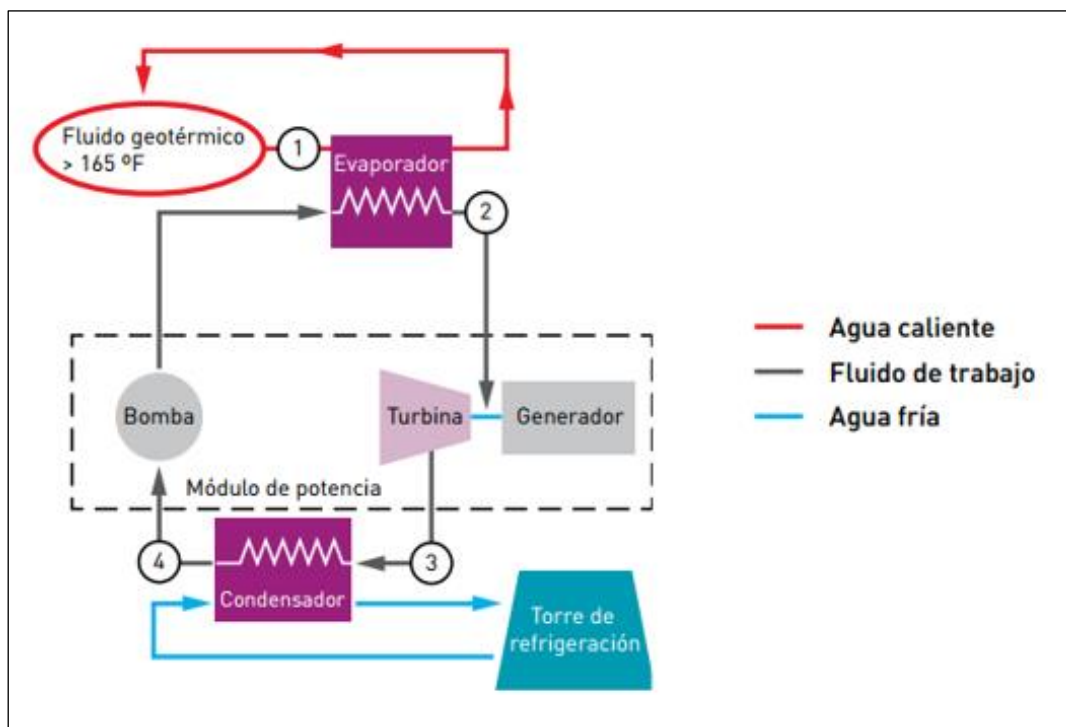 Fluido geotérmico
> 165 ºF
1
Evaporador
2
Agua caliente
Fluido de trabajo
Agua fría
Bomba
Turbina
Generador
Módulo de potencia
4
3
Condensador
Torre de
refrigeración